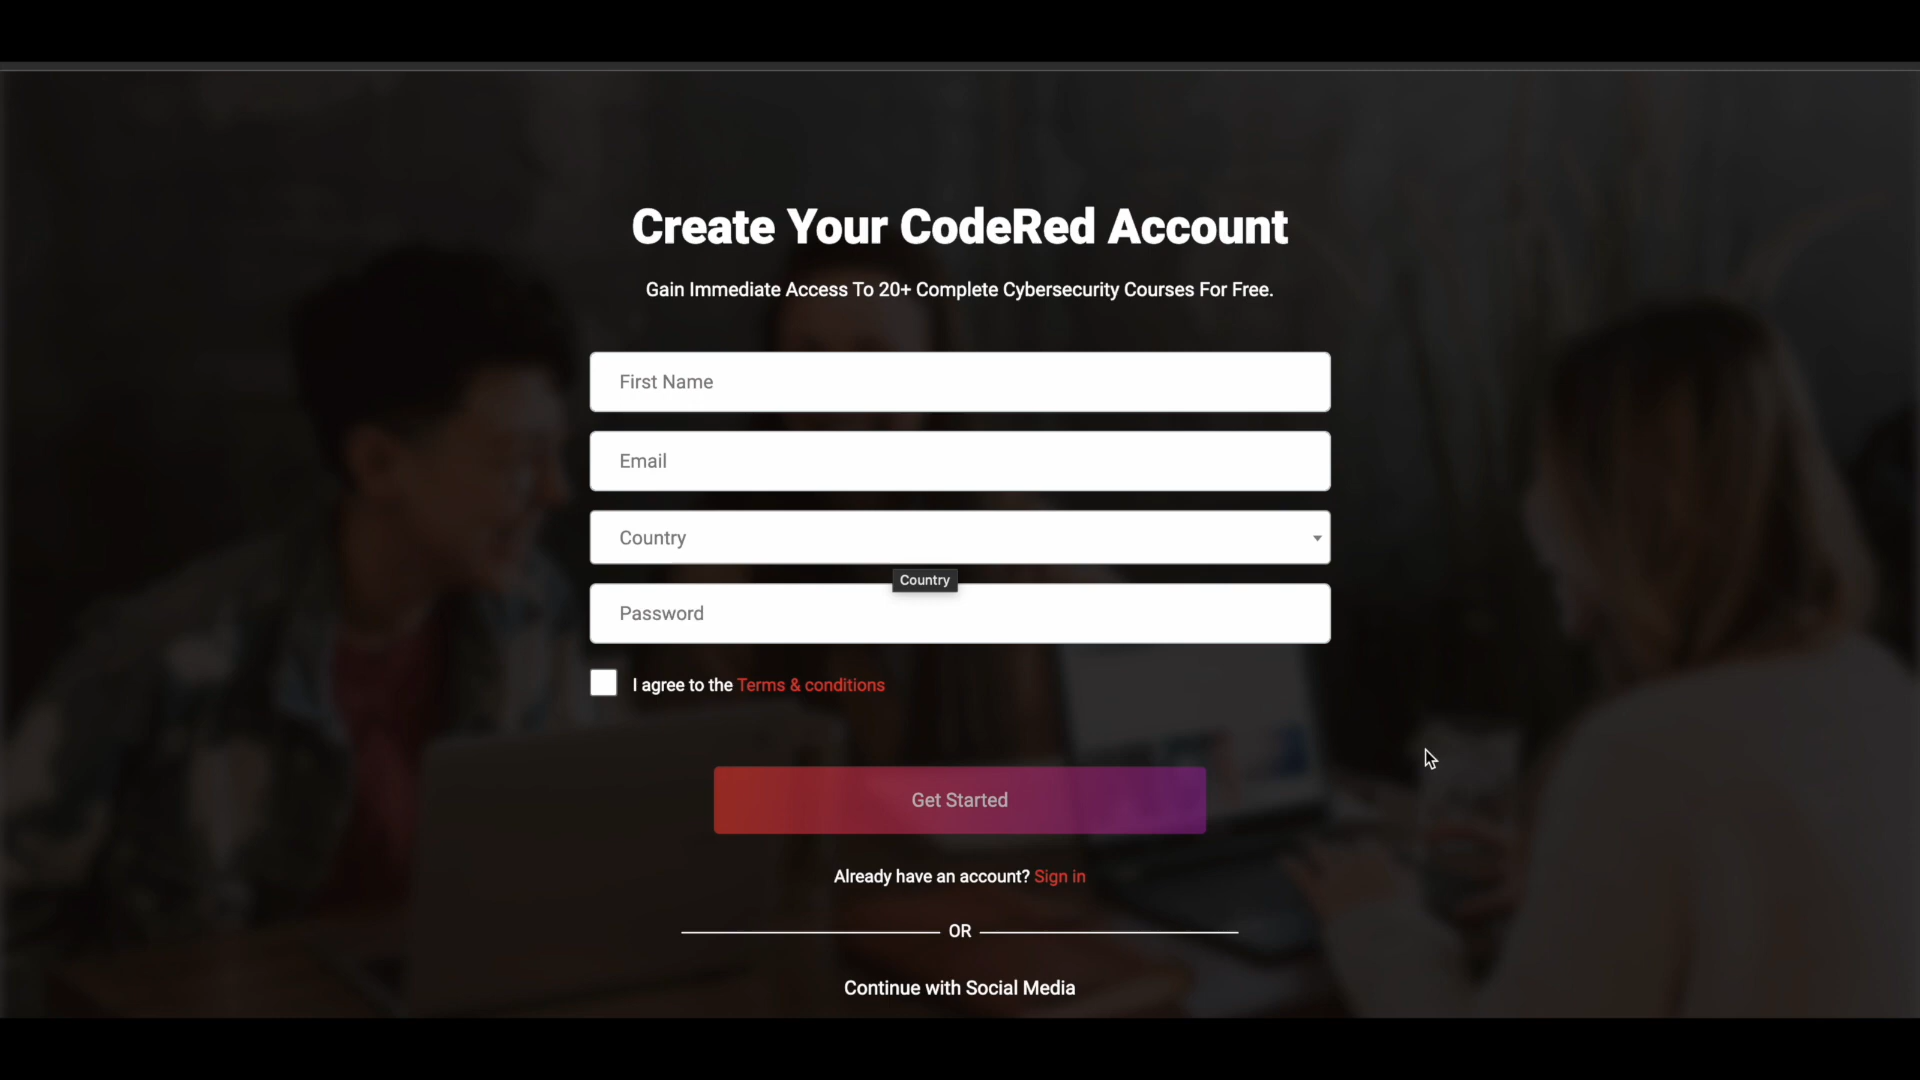 Create Your CodeRed Account
Gain Immediate Access To 20+ Complete Cybersecurity Courses For Free.
First Name
Email
Country
Country
Password
I agree to the Terms & conditions
Get Started
Already have an account? Sign in
OR
Continue with Social Media